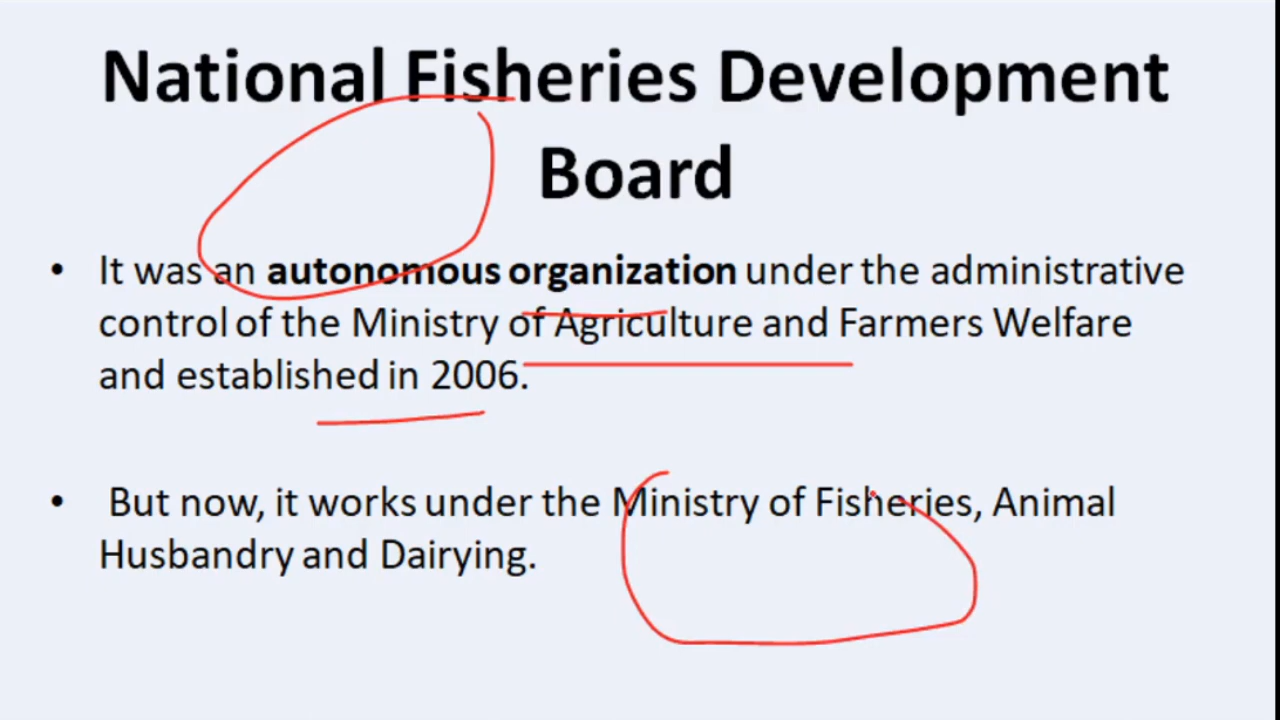 National Fisheries Development
Board
• It was an autonomous organization under the administrative
control of the Ministry of Agriculture and Farmers Welfare
and established in 2006.
• But now, it works under the Ministry of Fisheries, Animal
Husbandry and Dairying.